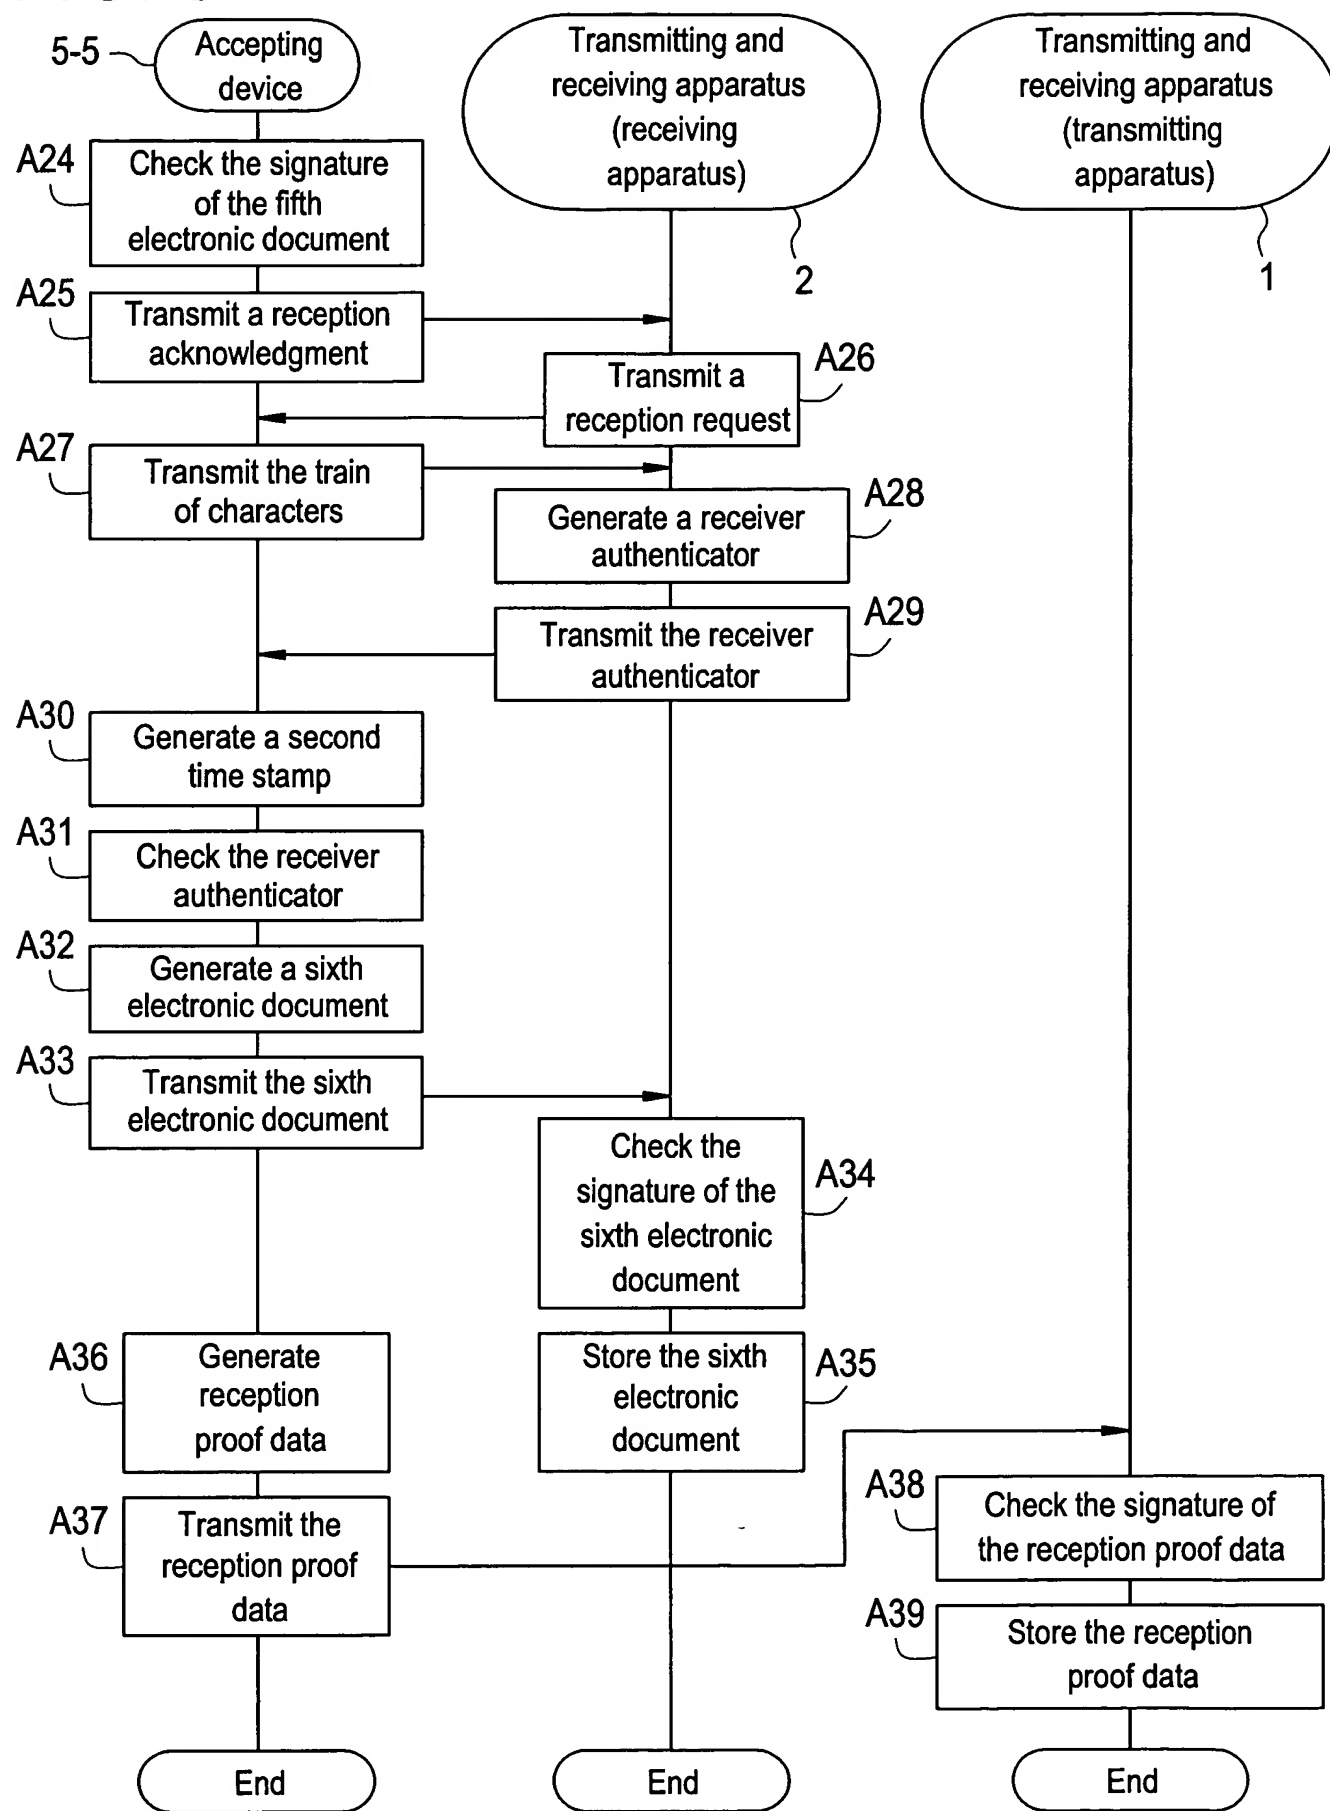 5-5
Accepting
device
Transmitting and
receiving apparatus
(receiving
apparatus)
2
Transmitting and
receiving apparatus
(transmitting
apparatus)
1
A24
Check the signature
of the fifth
electronic document
A25
Transmit a reception
acknowledgment
A26
Transmit a
reception request
A27
Transmit the train
of characters
A28
Generate a receiver
authenticator
A29
Transmit the receiver
authenticator
A30
Generate a second
time stamp
A31
Check the receiver
authenticator
A32
Generate a sixth
electronic document
A33
Transmit the sixth
electronic document
A34
Check the
signature of the
sixth electronic
document
A35
Store the sixth
electronic
document
A36
Generate
reception
proof data
A37
Transmit the
reception proof
data
A38
Check the signature of
the reception proof data
A39
Store the reception
proof data
End
End
End